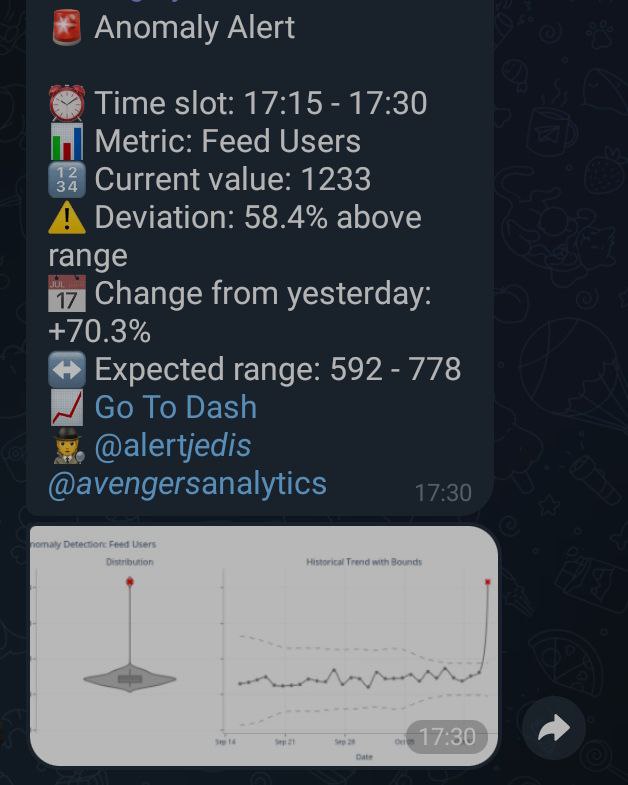 Anomaly Alert
Time slot: 17:15 - 17:30
Metric: Feed Users
Current value: 1233
Deviation: 58.4% above
range
Change from yesterday:
+70.3%
Expected range: 592 - 778
Go To Dash
@alertjedis
@avengersanalytics
17:30
nomaly Detection: Feed Users
Distribution
Historical Trend with Bounds
Sep 14
Sep 21
Sep 28
Oct
Date
17:30